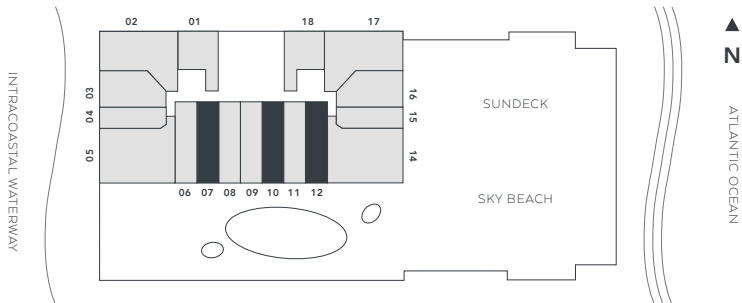 02 01 18 17
N
INTRACOASTAL WATERWAY
03
04
05
16
15
14
SUNDECK
ATLANTIC OCEAN
SKY BEACH
06 07 08 09 10 11 12